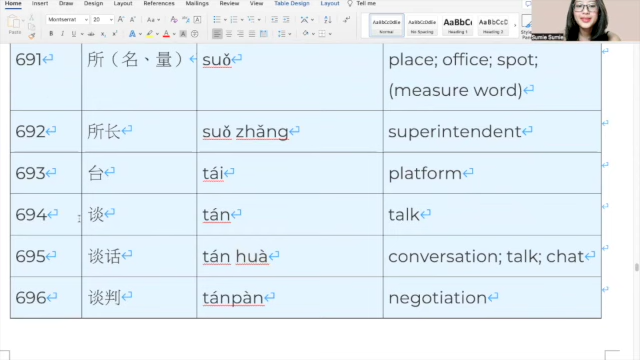 Home Insert Draw Design Layout References Mailings Review View Table Design Layout Tell me
Montserrat 20
AaBbCcDdEe AaBbCcDdEe AaBbCc AaBbCcD
Normal No Spacing Heading 1 Heading 2
Sumie Sumie
691 所（名、量） suǒ place; office; spot;
(measure word)
692 所长 suǒ zhǎng superintendent
693 台 tái platform
694 谈 tán talk
695 谈话 tán huà conversation; talk; chat
696 谈判 tánpàn negotiation